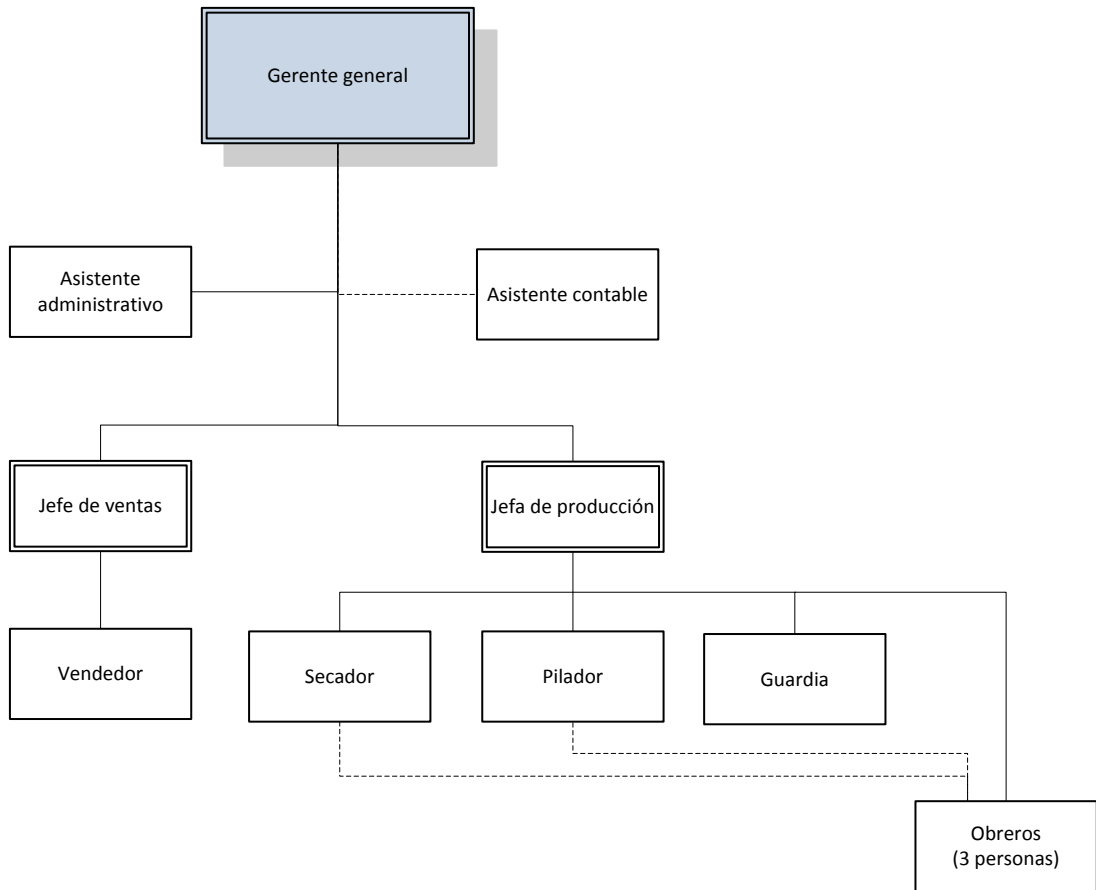 Gerente general
Asistente
administrativo
Asistente contable
Jefe de ventas
Jefa de producción
Vendedor
Secador
Pilador
Guardia
Obreros
(3 personas)